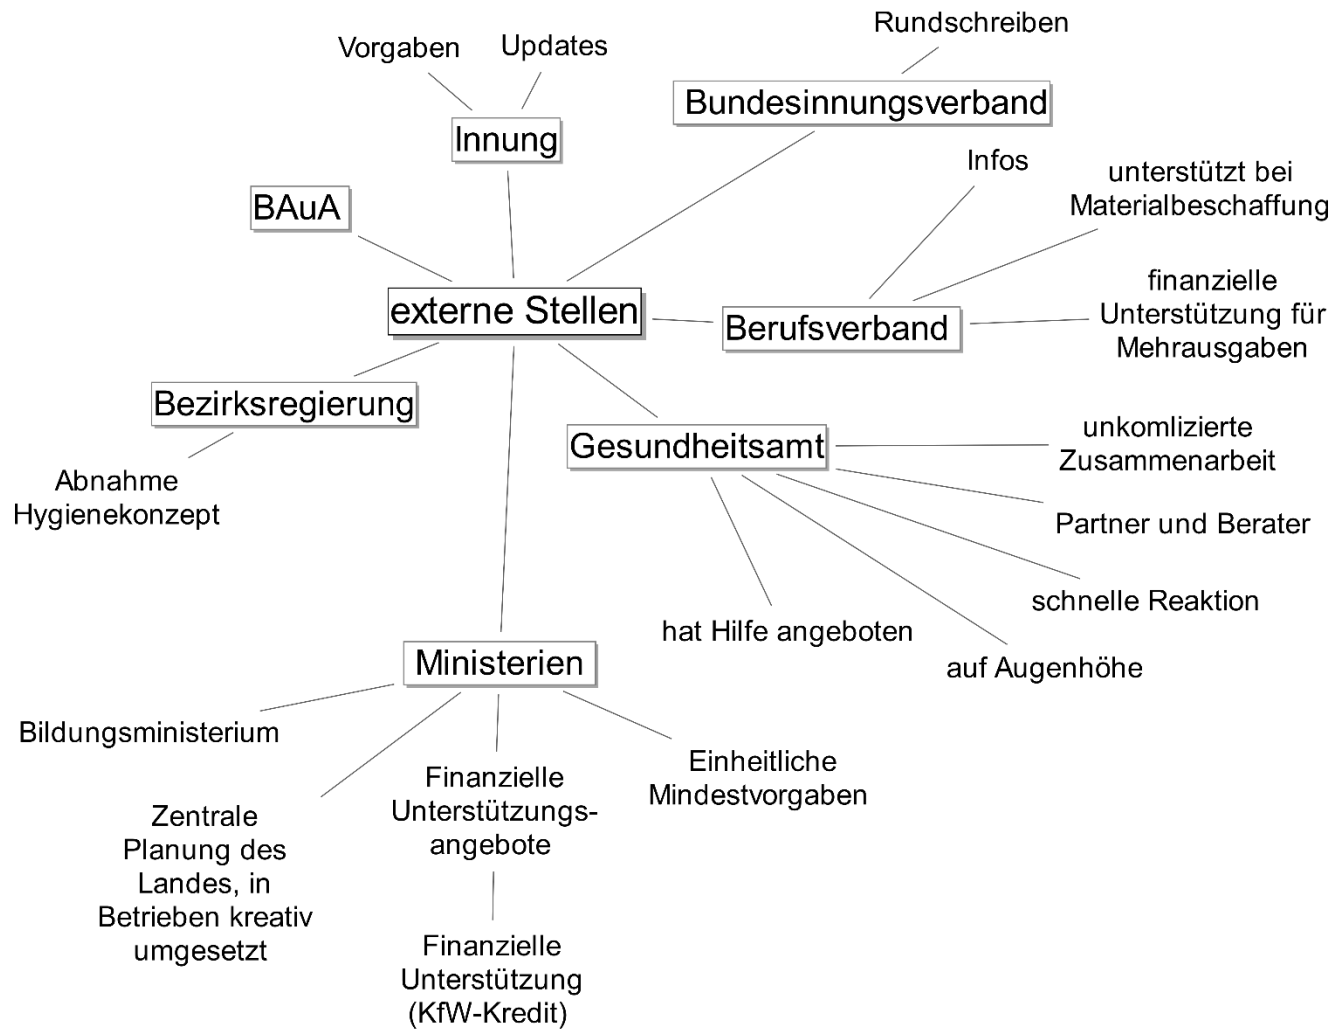 Rundschreiben
Vorgaben
Updates
Bundesinnungsverband
Innung
Infos
unterstützt bei
Materialbeschaffung
BAuA
externe Stellen
Berufsverband
finanzielle
Unterstützung für
Mehrausgaben
Bezirksregierung
Gesundheitsamt
unkomlizierte
Zusammenarbeit
Abnahme
Hygienekonzept
Partner und Berater
schnelle Reaktion
hat Hilfe angeboten
auf Augenhöhe
Ministerien
Bildungsministerium
Einheitliche
Mindestvorgaben
Finanzielle
Unterstützungs-
angebote
Zentrale
Planung des
Landes, in
Betrieben kreativ
umgesetzt
Finanzielle
Unterstützung
(KfW-Kredit)